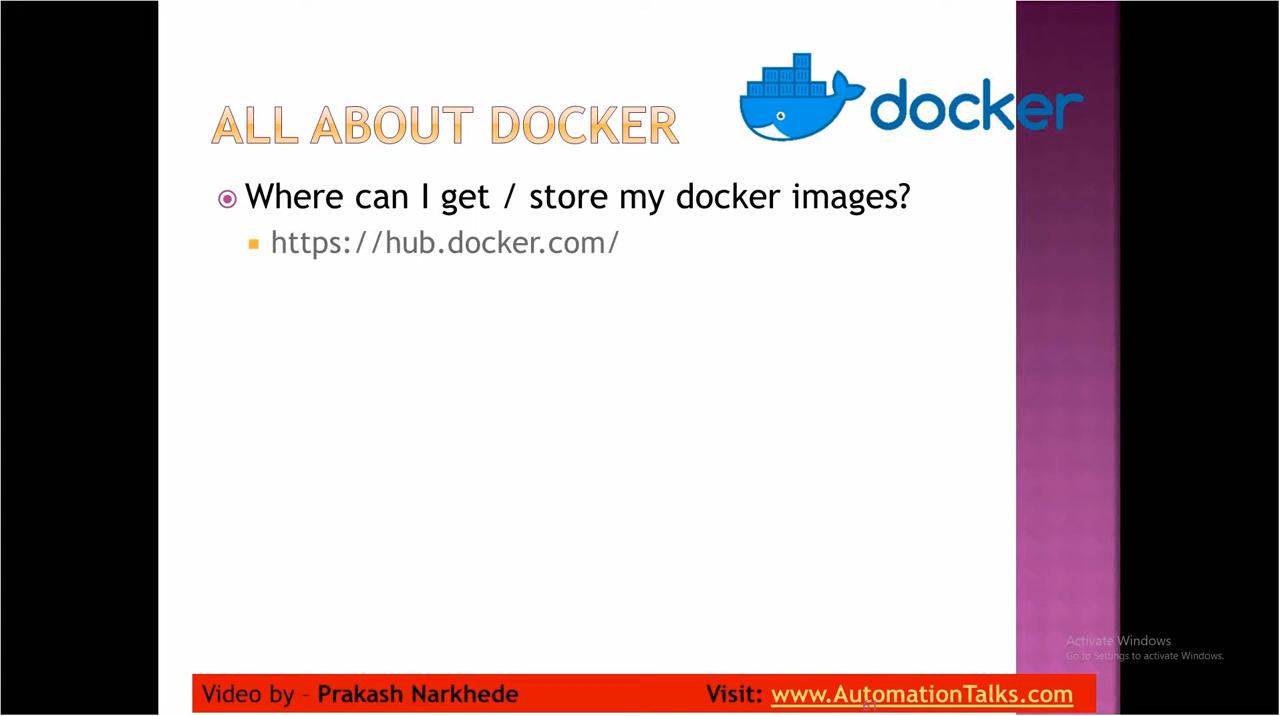 docker
ALL ABOUT DOCKER
Where can I get / store my docker images?
https://hub.docker.com/
Activate Windows
Go to Settings to activate Windows.
Video by - Prakash Narkhede Visit: www.AutomationTalks.com